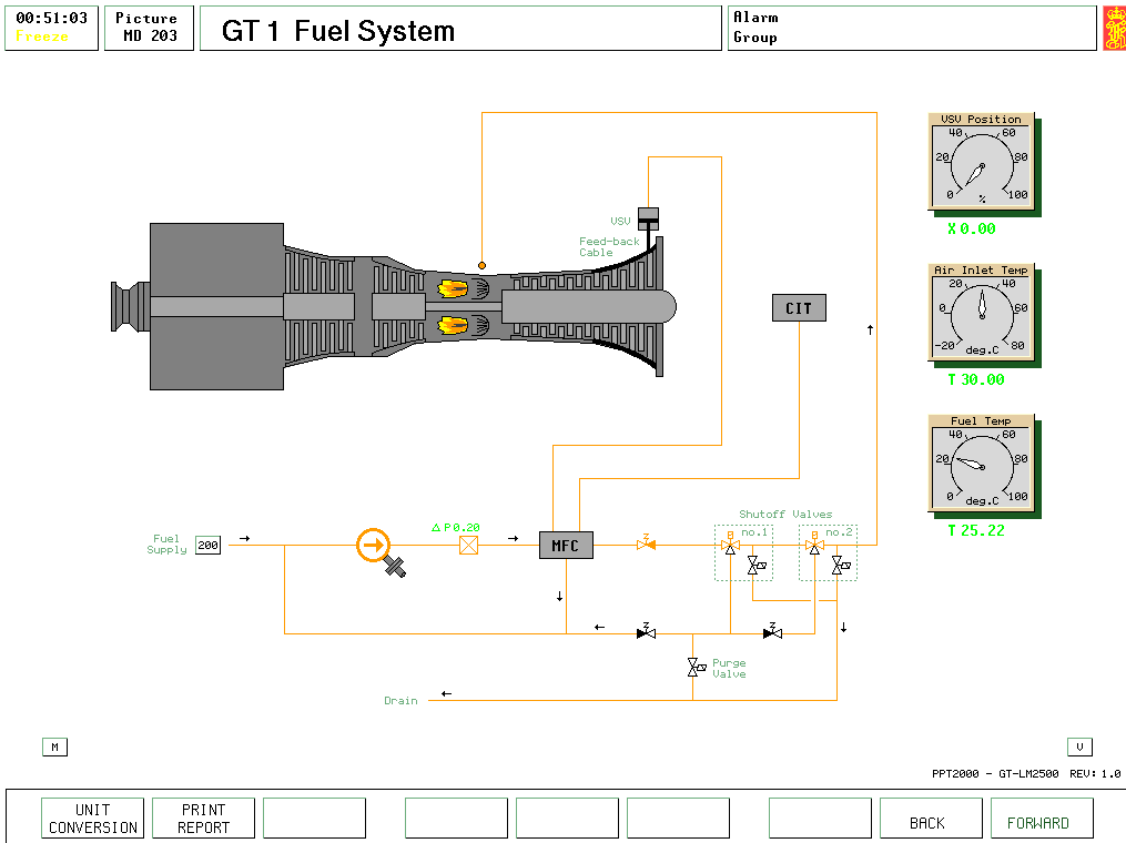 00:51:03
Freeze
Picture
MD 203
GT 1 Fuel System
Alarm
Group
VSV Position
40 60
20 80
0 % 100
X 0.00
VSV
Feed-back
Cable
Air Inlet Temp
20 40
0 60
-20 deg.C 80
T 30.00
CIT
Fuel Temp
40 60
20 80
0 deg.C 100
T 25.22
Shutoff Valves
Δ P0.20
Fuel
Supply
200
MFC
Z
no.1
no.2
Z
Z
Purge
Valve
Drain
M
V
PPT2000 - GT-LM2500 REV: 1.0
UNIT
CONVERSION
PRINT
REPORT
BACK
FORWARD